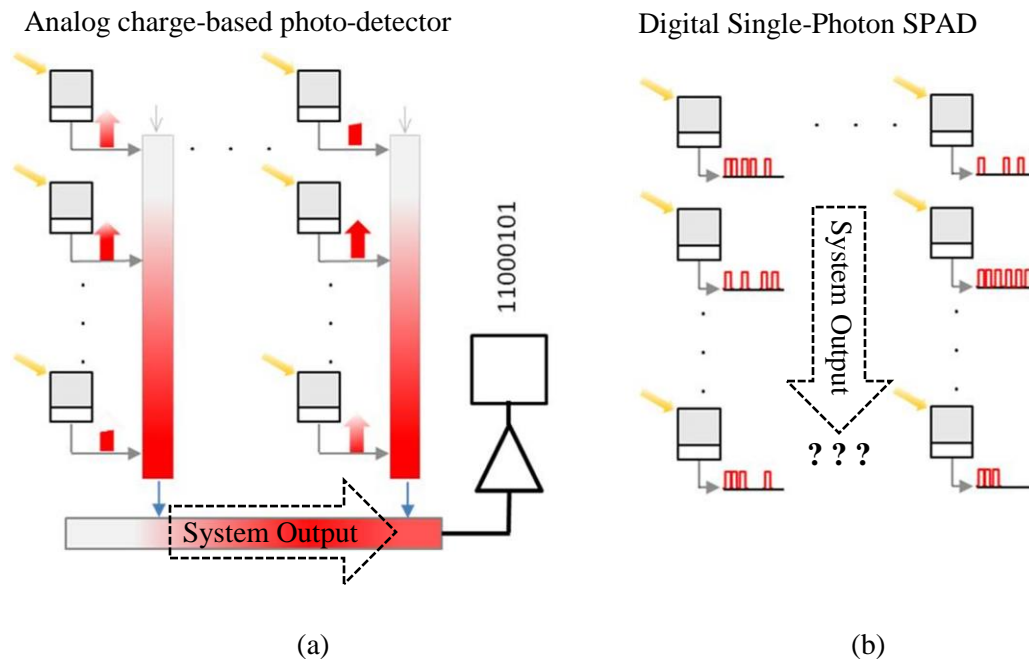 Analog charge-based photo-detector
Digital Single-Photon SPAD
11000101
System Output
System Output
? ? ?
(a)
(b)